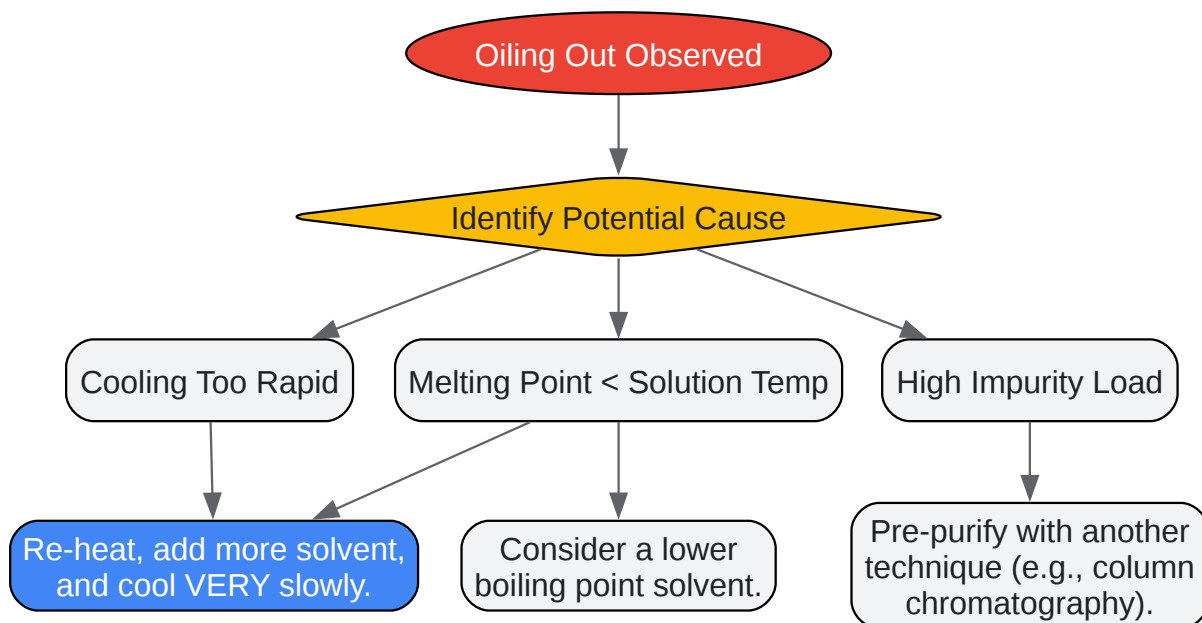 Oiling Out Observed
Identify Potential Cause
Cooling Too Rapid
Melting Point < Solution Temp
High Impurity Load
Re-heat, add more solvent,
and cool VERY slowly.
Consider a lower
boiling point solvent.
Pre-purify with another
technique (e.g., column
chromatography).